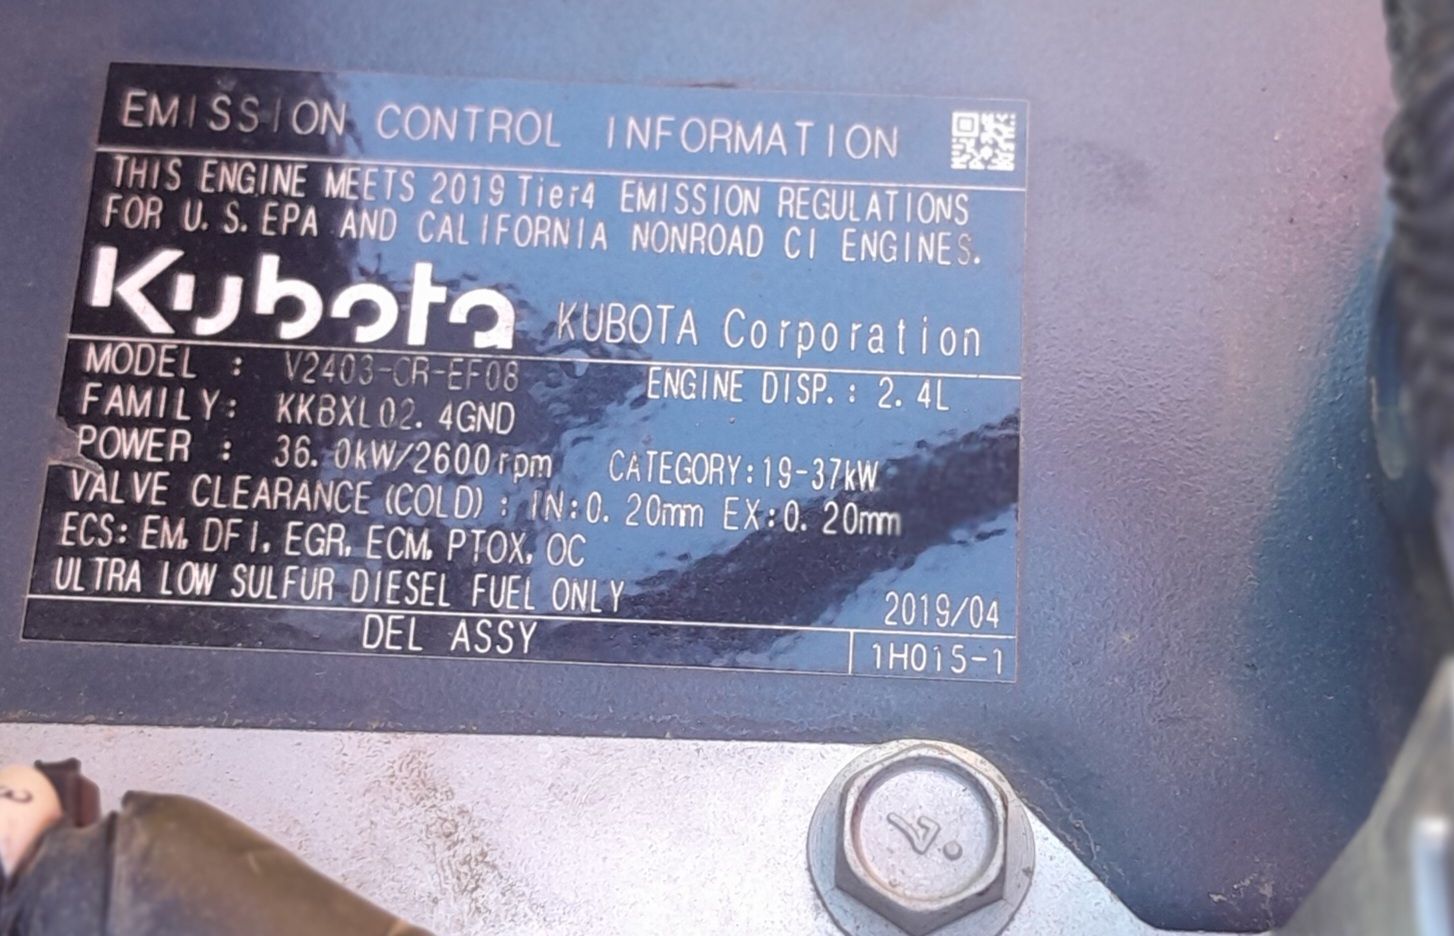 EMISSION CONTROL INFORMATION
THIS ENGINE MEETS 2019 Tier4 EMISSION REGULATIONS
FOR U.S. EPA AND CALIFORNIA NONROAD CI ENGINES.
Kubota KUBOTA Corporation
MODEL : V2403-CR-EF08 ENGINE DISP.: 2.4L
FAMILY: KKBXL02.4GND
POWER : 36.0kW/2600rpm CATEGORY:19-37kW
VALVE CLEARANCE (COLD) : IN:0.20mm EX:0.20mm
ECS: EM, DFI, EGR, ECM, PTOX, OC
ULTRA LOW SULFUR DIESEL FUEL ONLY 2019/04
DEL ASSY 1H015-1